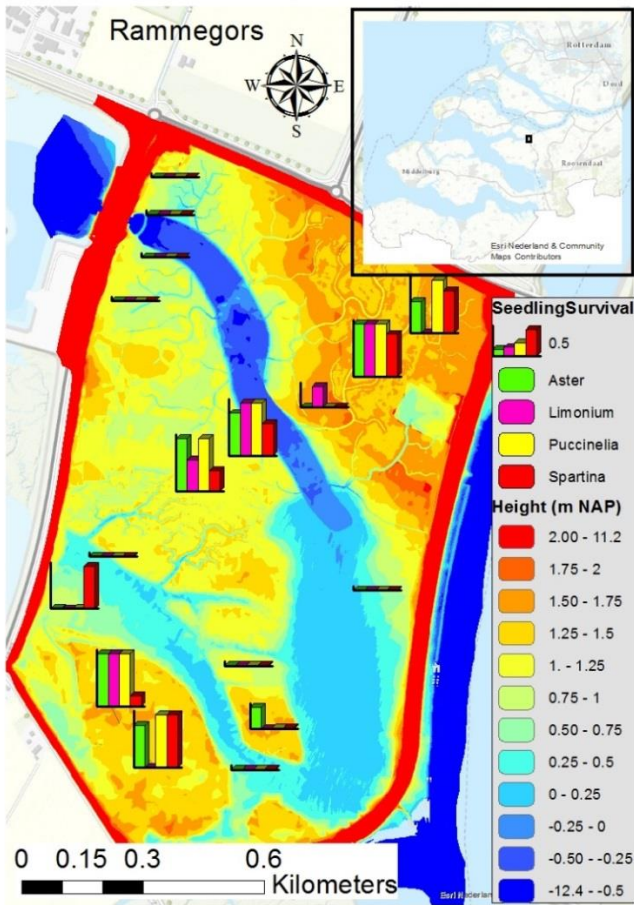 Rammegors
N
W E
S
Rotterdam
Middelburg
Roosendaal
Esri Nederland & Community
Maps Contributors
SeedlingSurvival
0.5
Aster
Limonium
Puccinelia
Spartina
Height (m NAP)
2.00 - 11.2
1.75 - 2
1.50 - 1.75
1.25 - 1.5
1. - 1.25
0.75 - 1
0.50 - 0.75
0.25 - 0.5
0 - 0.25
-0.25 - 0
-0.50 - -0.25
-12.4 - -0.5
0 0.15 0.3 0.6
Kilometers